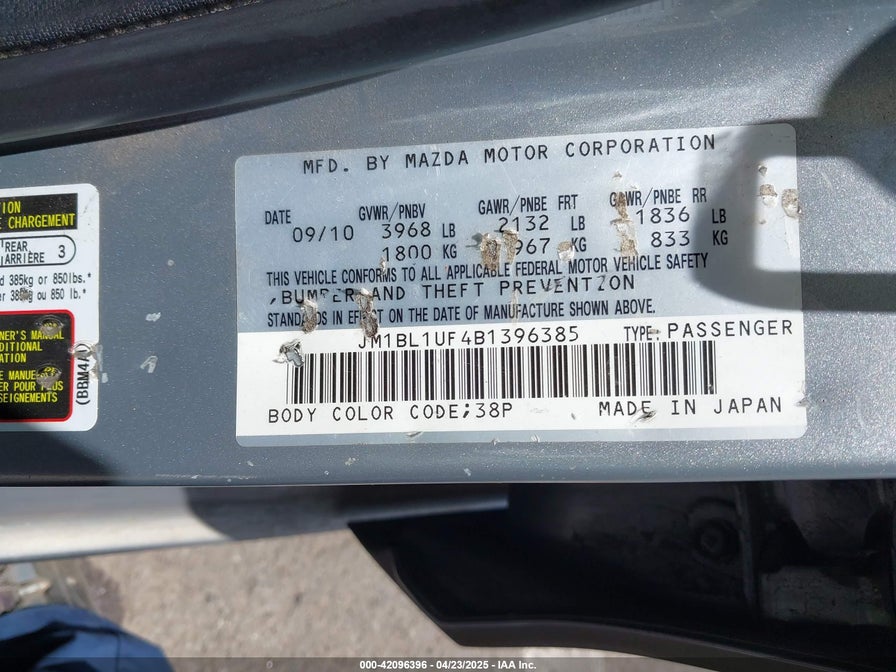 MFD. BY MAZDA MOTOR CORPORATION
DATE GVWR/PNBV GAWR/PNBE FRT GAWR/PNBE RR
09/10 3968 LB 2132 LB 1836 LB
1800 KG 967 KG 833 KG
THIS VEHICLE CONFORMS TO ALL APPLICABLE FEDERAL MOTOR VEHICLE SAFETY
,BUMPER AND THEFT PREVENTION
STANDARDS IN EFFECT ON THE DATE OF MANUFACTURE SHOWN ABOVE.
JM1BL1UF4B1396385 TYPE: PASSENGER
BODY COLOR CODE;38P MADE IN JAPAN
CHARGEMENT
REAR
ARRIÈRE 3
385kg or 850lbs.*
ou 850 lb.*
NER'S MANUAL
DITIONAL
ATION
E MANUEL
ER POUR PLUS
SEIGNEMENTS
(BBM4A
000-42096396 - 04/23/2025 - IAA Inc.